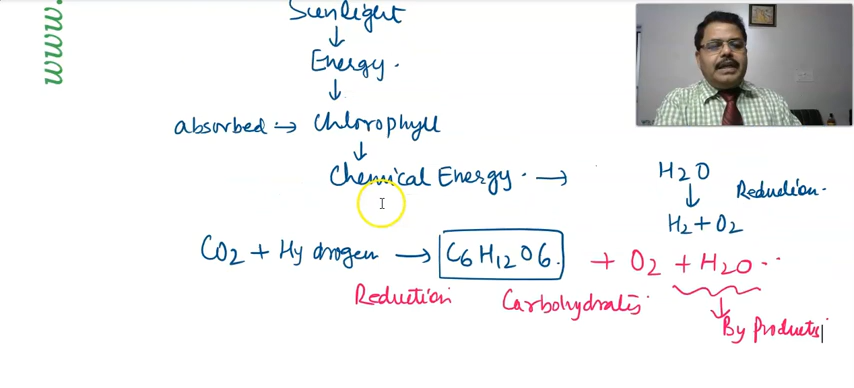 www.
Sunlight
↓
Energy.
↓
absorbed → Chlorophyll
↓
Chemical Energy. →
H2O
↓ Reduction.
H2 + O2
CO2 + Hydrogen → C6H12O6. + O2 + H2O..
Reduction Carbohydrates
↓
By Products